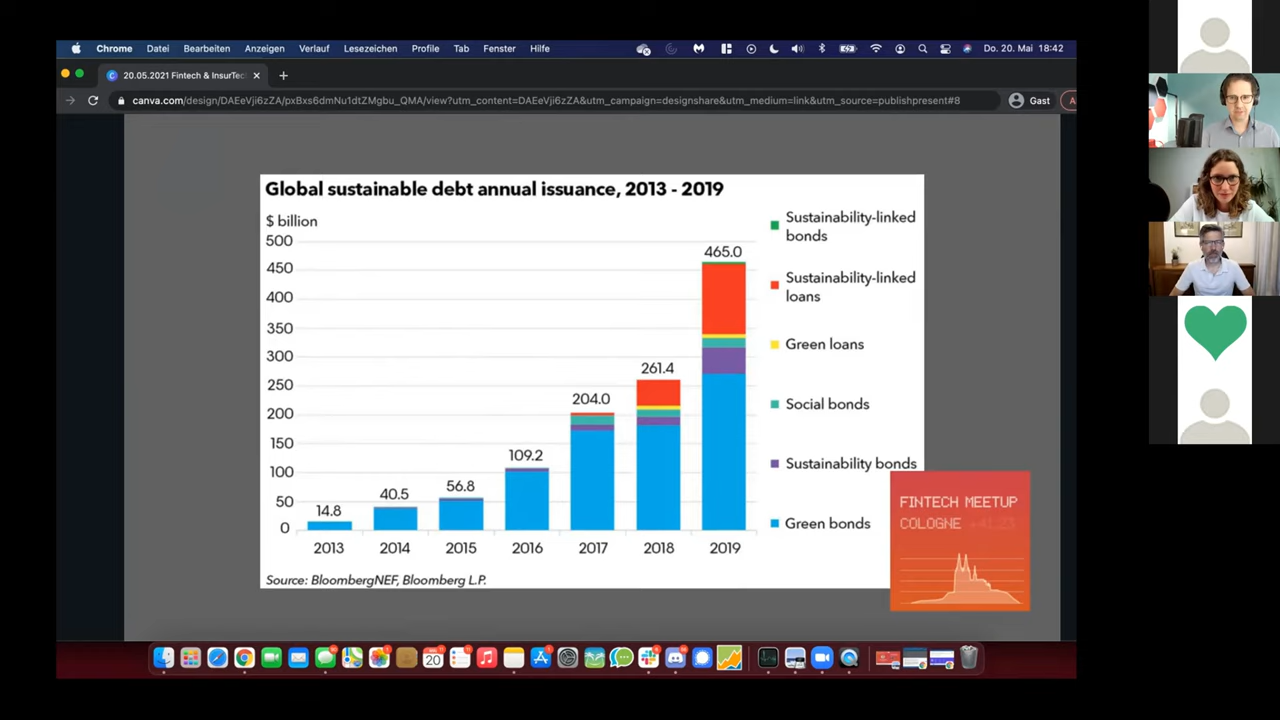 Chrome Datei Bearbeiten Anzeigen Verlauf Lesezeichen Profile Tab Fenster Hilfe Do. 20. Mai 18:42
20.05.2021 Fintech & InsurTec
canva.com/design/DAEeVji6zZA/pxBxs6dmNu1dtZMgbu_QMA/view?utm_content=DAEeVji6zZA&utm_campaign=designshare&utm_medium=link&utm_source=publishpresent#8 Gast
Global sustainable debt annual issuance, 2013 - 2019
$ billion
500
450
400
350
300
250
200
150
100
50
0
14.8
40.5
56.8
109.2
204.0
261.4
465.0
2013 2014 2015 2016 2017 2018 2019
Sustainability-linked
bonds
Sustainability-linked
loans
Green loans
Social bonds
Sustainability bonds
Green bonds
Source: BloombergNEF, Bloomberg L.P.
FINTECH MEETUP
COLOGNE
20